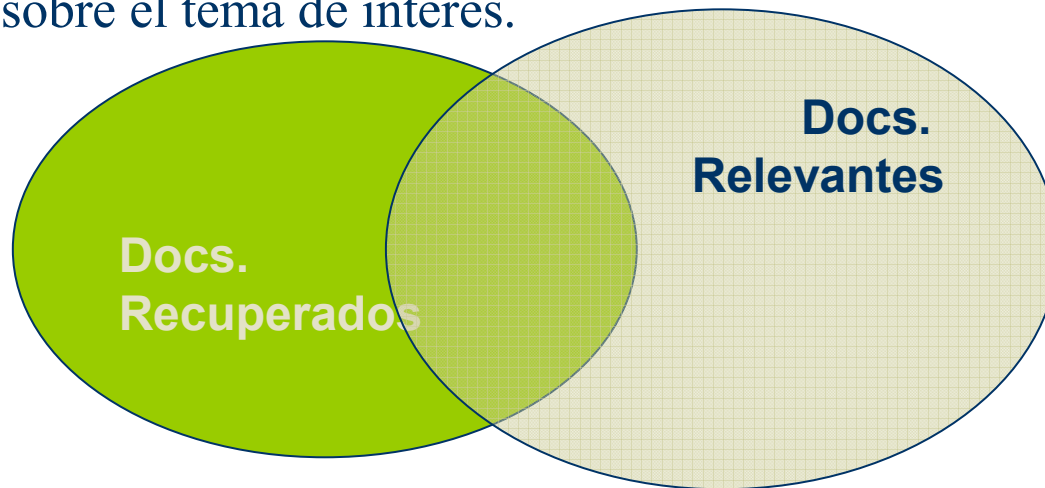 sobre el tema de interés.
Docs.
Relevantes
Docs.
Recuperados